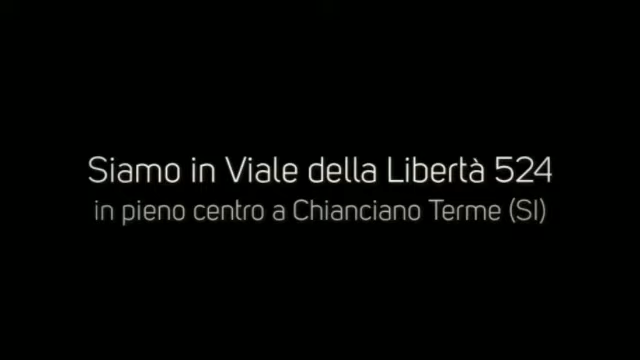 Siamo in Viale della Libertà 524
in pieno centro a Chianciano Terme (SI)